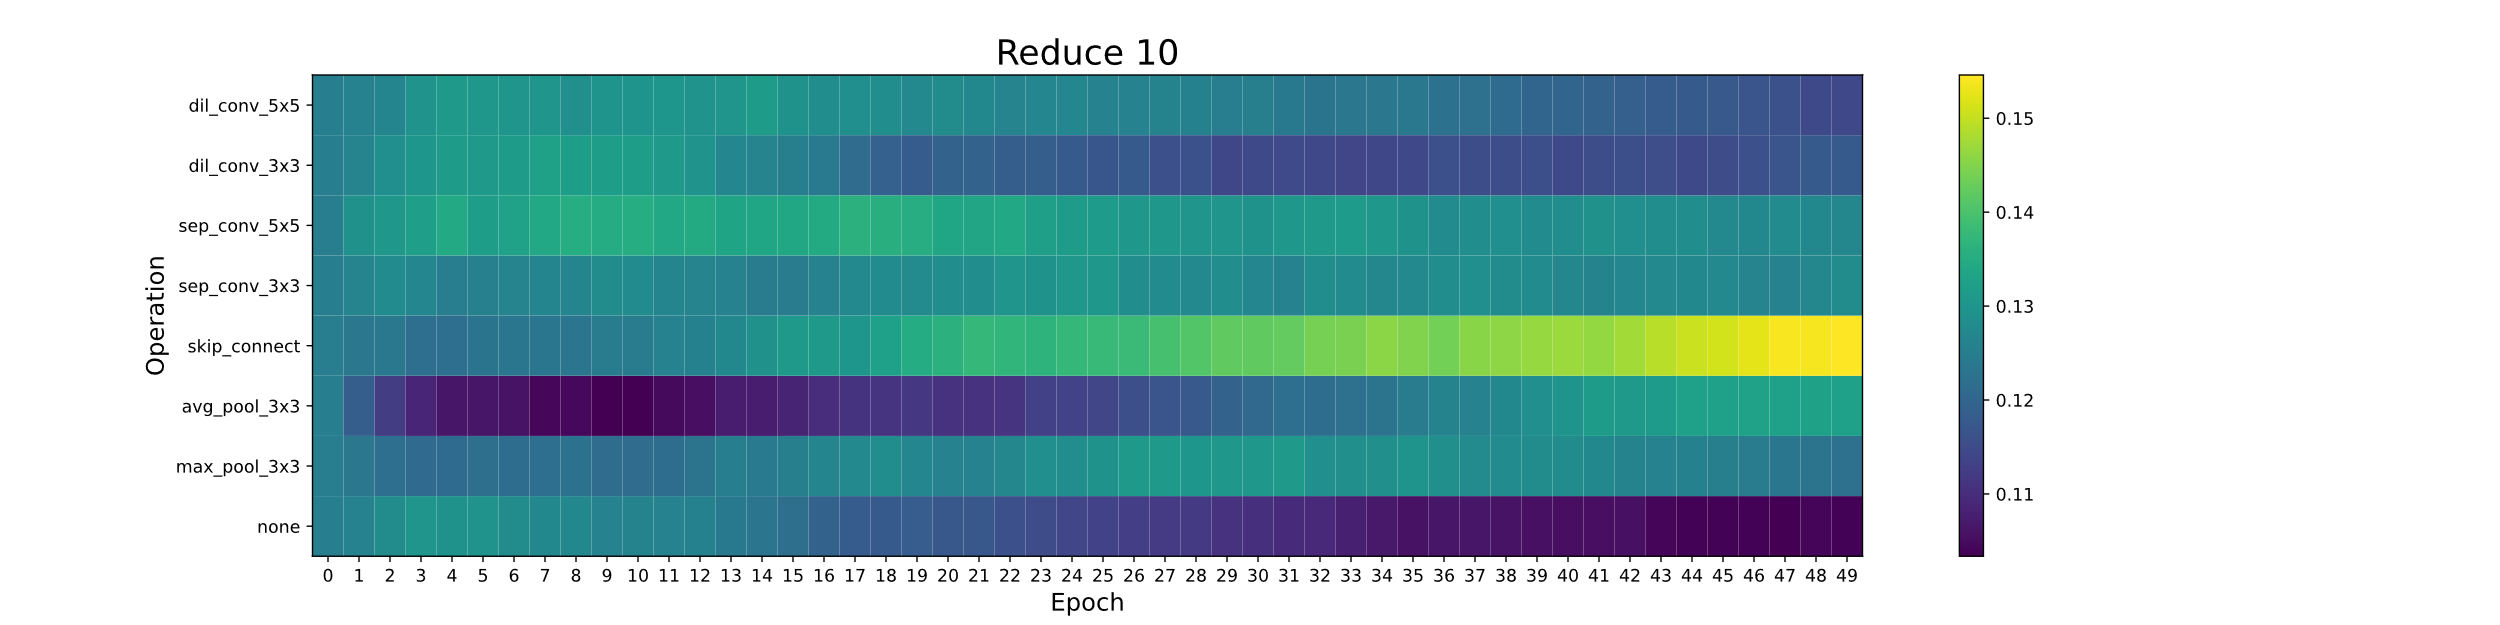 Reduce 10
dil_conv_5x5
dil_conv_3x3
sep_conv_5x5
sep_conv_3x3
skip_connect
avg_pool_3x3
max_pool_3x3
none
Operation
0 1 2 3 4 5 6 7 8 9 10 11 12 13 14 15 16 17 18 19 20 21 22 23 24 25 26 27 28 29 30 31 32 33 34 35 36 37 38 39 40 41 42 43 44 45 46 47 48 49
Epoch
0.15
0.14
0.13
0.12
0.11